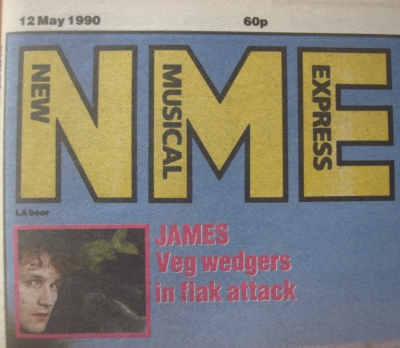 12 May 1990 60p
NME
NEW MUSICAL EXPRESS
LA beer
JAMES
Veg wedgers
in flak attack